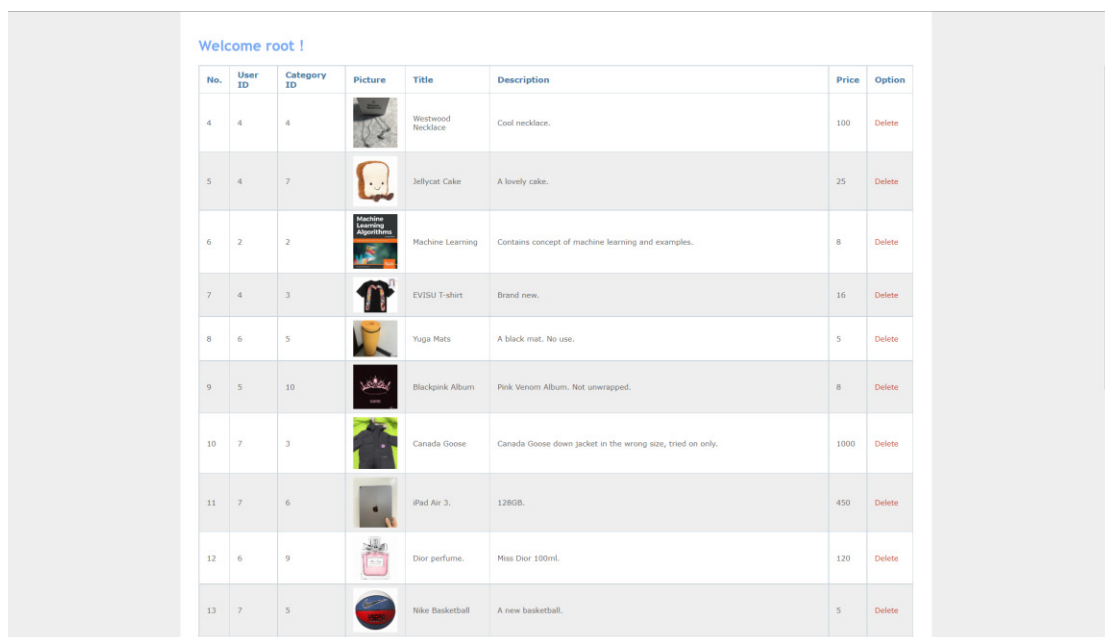 Welcome root !
No. User ID Category ID Picture Title Description Price Option
4 4 4 Westwood Necklace Cool necklace. 100 Delete
5 4 7 Jellycat Cake A lovely cake. 25 Delete
Machine
Learning
Algorithms
6 2 2 Machine Learning Contains concept of machine learning and examples. 8 Delete
7 4 3 EVISU T-shirt Brand new. 16 Delete
8 6 5 Yuga Mats A black mat. No use. 5 Delete
9 5 10 Blackpink Album Pink Venom Album. Not unwrapped. 8 Delete
10 7 3 Canada Goose Canada Goose down jacket in the wrong size, tried on only. 1000 Delete
11 7 6 iPad Air 3. 128GB. 450 Delete
12 6 9 Dior perfume. Miss Dior 100ml. 120 Delete
13 7 5 Nike Basketball A new basketball. 5 Delete